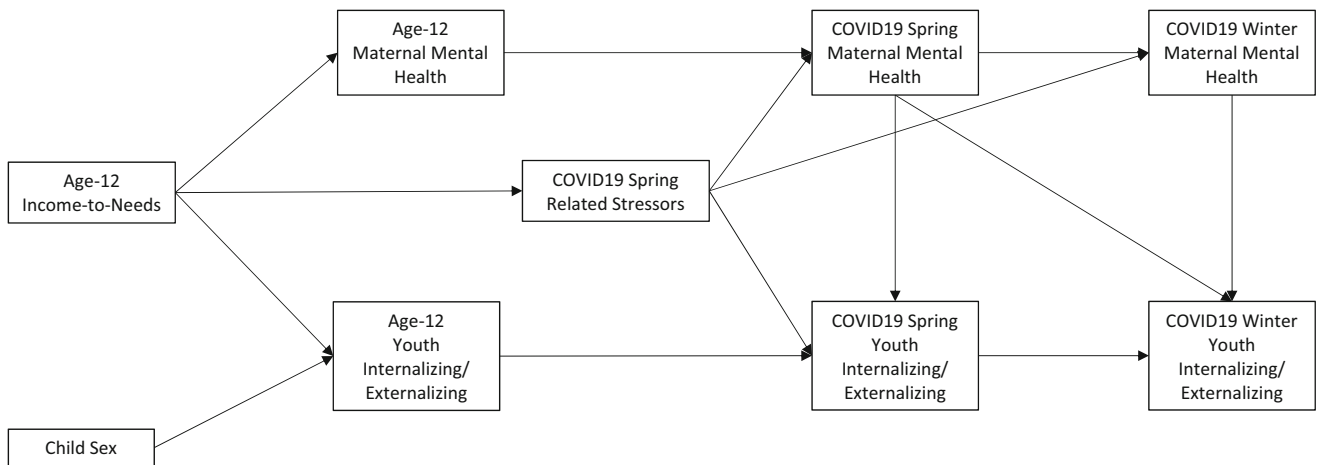 Age-12
Maternal Mental
Health
COVID19 Spring
Maternal Mental
Health
COVID19 Winter
Maternal Mental
Health
Age-12
Income-to-Needs
COVID19 Spring
Related Stressors
Age-12
Youth
Internalizing/
Externalizing
COVID19 Spring
Youth
Internalizing/
Externalizing
COVID19 Winter
Youth
Internalizing/
Externalizing
Child Sex